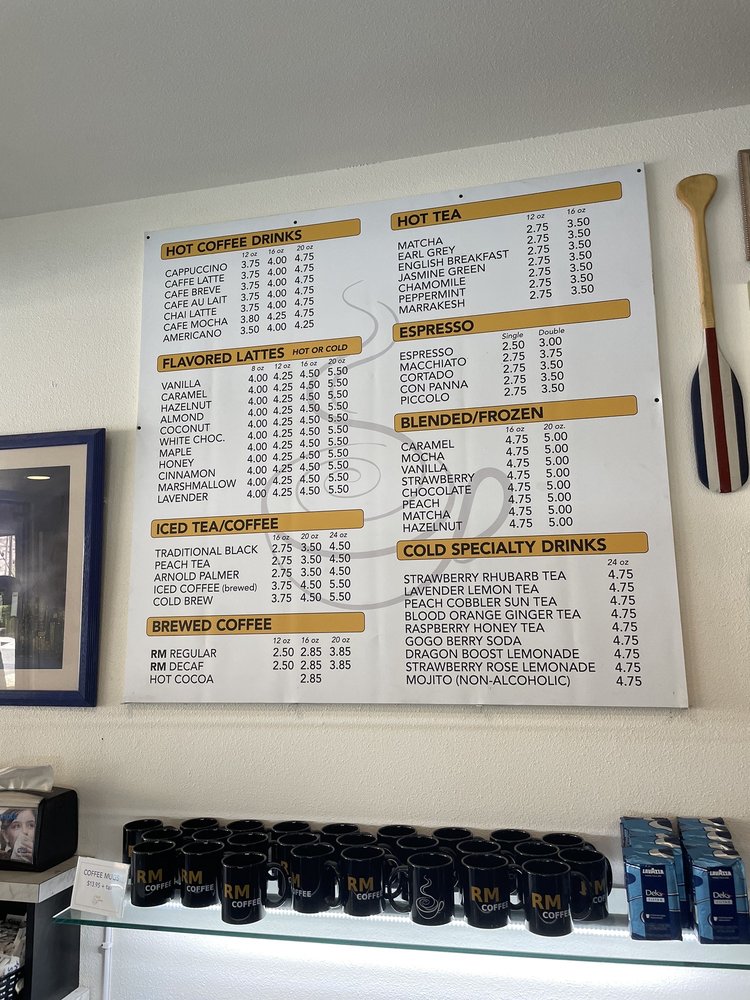 HOT COFFEE DRINKS
12 oz 16 oz 20 oz
CAPPUCCINO 3.75 4.00 4.75
CAFFE LATTE 3.75 4.00 4.75
CAFE BREVE 3.75 4.00 4.75
CAFE AU LAIT 3.75 4.00 4.75
CHAI LATTE 3.75 4.00 4.75
CAFE MOCHA 3.80 4.00 4.75
AMERICANO 3.50 4.00 4.25
FLAVORED LATTES HOT OR COLD
8 oz 12 oz 16 oz 20 oz
VANILLA 4.00 4.25 4.50 5.50
CARAMEL 4.00 4.25 4.50 5.50
HAZELNUT 4.00 4.25 4.50 5.50
ALMOND 4.00 4.25 4.50 5.50
COCONUT 4.00 4.25 4.50 5.50
WHITE CHOC. 4.00 4.25 4.50 5.50
MAPLE 4.00 4.25 4.50 5.50
HONEY 4.00 4.25 4.50 5.50
CINNAMON 4.00 4.25 4.50 5.50
MARSHMALLOW 4.00 4.25 4.50 5.50
LAVENDER 4.00 4.25 4.50 5.50
ICED TEA/COFFEE
16 oz 20 oz 24 oz
TRADITIONAL BLACK 2.75 3.50 4.50
PEACH TEA 2.75 3.50 4.50
ARNOLD PALMER 2.75 3.50 4.50
ICED COFFEE (brewed) 3.75 4.50 5.50
COLD BREW 3.75 4.50 5.50
BREWED COFFEE
12 oz 16 oz 20 oz
RM REGULAR 2.50 2.85 3.85
RM DECAF 2.50 2.85 3.85
HOT COCOA 2.85
HOT TEA
12 oz 16 oz
MATCHA 2.75 3.50
EARL GREY 2.75 3.50
ENGLISH BREAKFAST 2.75 3.50
JASMINE GREEN 2.75 3.50
CHAMOMILE 2.75 3.50
PEPPERMINT 2.75 3.50
MARRAKESH 2.75 3.50
ESPRESSO
Single Double
ESPRESSO 2.50 3.00
MACCHIATO 2.75 3.75
CORTADO 2.75 3.50
CON PANNA 2.75 3.50
PICCOLO 2.75 3.50
BLENDED/FROZEN
16 oz 20 oz.
CARAMEL 4.75 5.00
MOCHA 4.75 5.00
VANILLA 4.75 5.00
STRAWBERRY 4.75 5.00
CHOCOLATE 4.75 5.00
PEACH 4.75 5.00
MATCHA 4.75 5.00
HAZELNUT 4.75 5.00
COLD SPECIALTY DRINKS
24 oz
STRAWBERRY RHUBARB TEA 4.75
LAVENDER LEMON TEA 4.75
PEACH COBBLER SUN TEA 4.75
BLOOD ORANGE GINGER TEA 4.75
RASPBERRY HONEY TEA 4.75
GOGO BERRY SODA 4.75
DRAGON BOOST LEMONADE 4.75
STRAWBERRY ROSE LEMONADE 4.75
MOJITO (NON-ALCOHOLIC) 4.75
COFFEE MUGS
$13.95 + tax
RM COFFEE
RM COFFEE
RM COFFEE
RM COFFEE
RM COFFEE
RM COFFEE
RM COFFEE
LAVAZZA
Dek
LAVAZZA
Dek